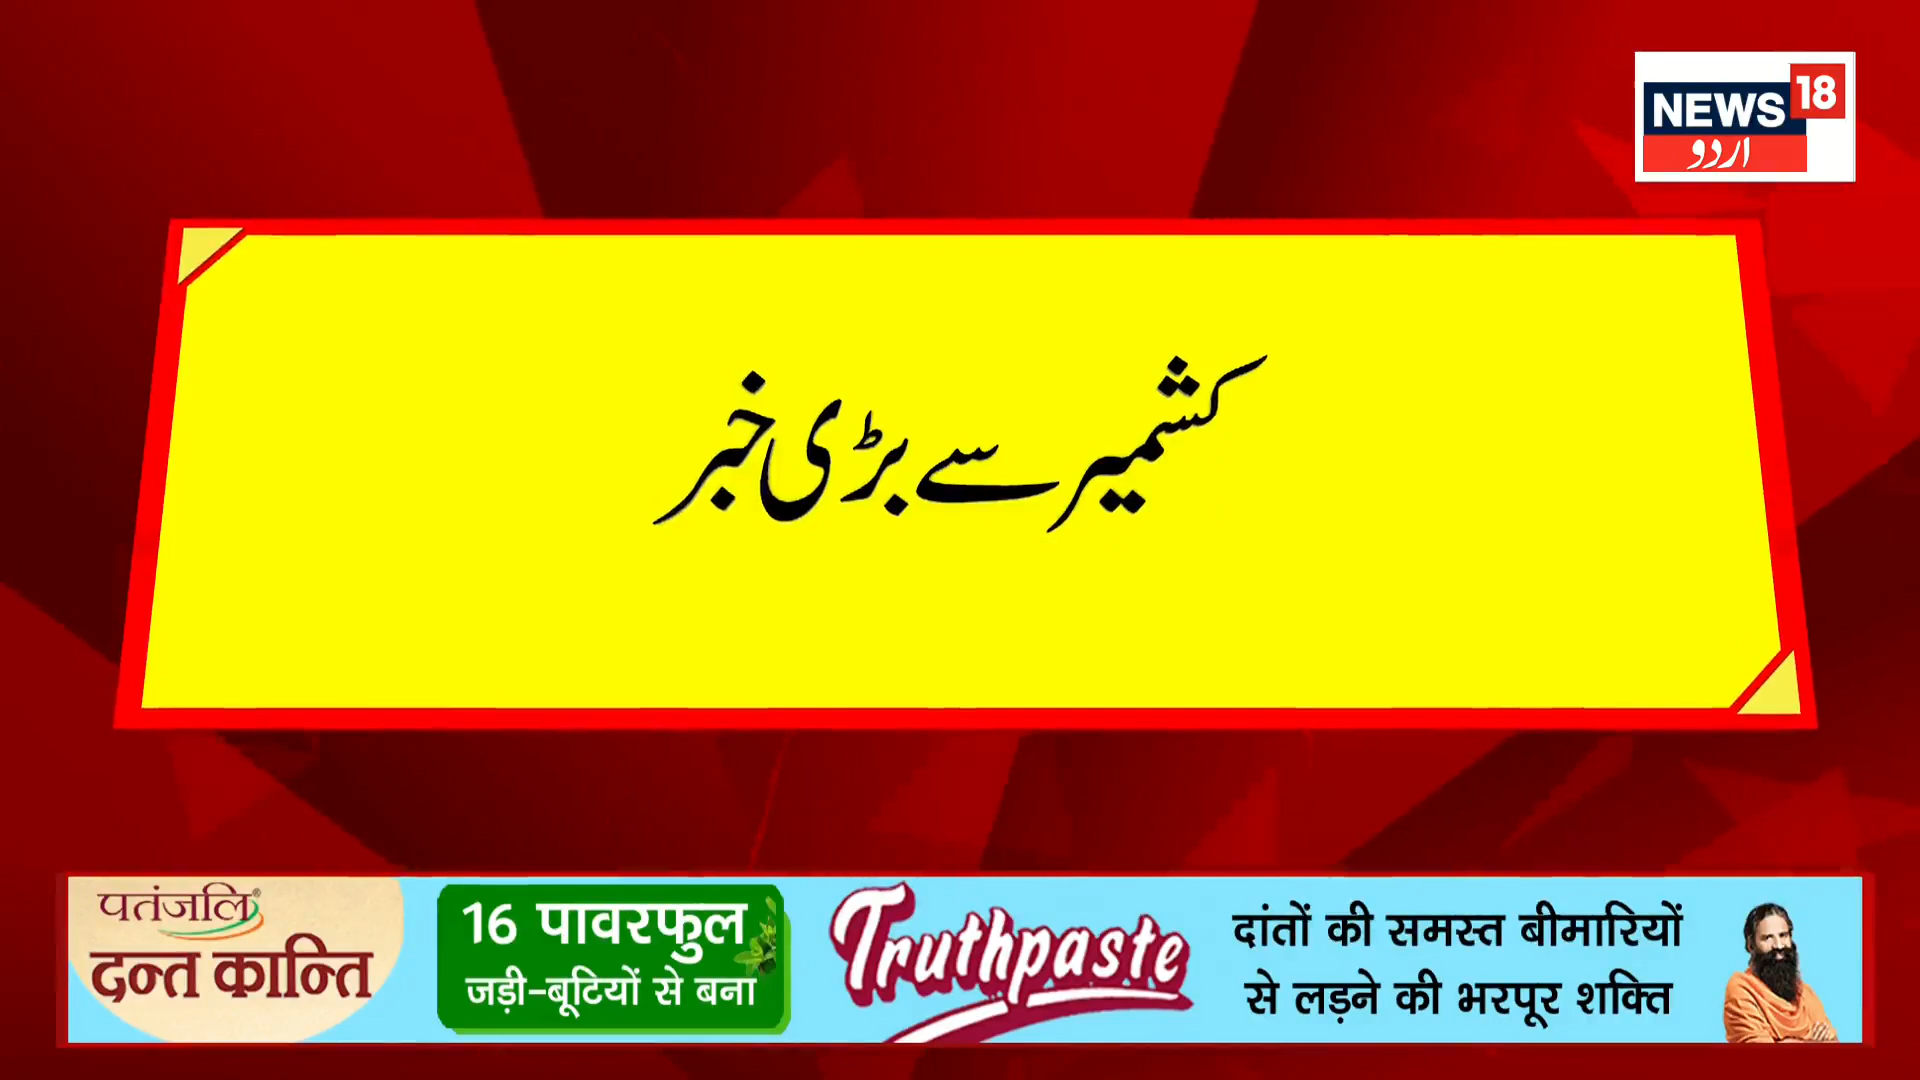 NEWS 18
اردو
کشمیر سے بڑی خبر
पतंजलि®
दन्त कान्ति
16 पावरफुल
जड़ी-बूटियों से बना
Truthpaste
दांतों की समस्त बीमारियों
से लड़ने की भरपूर शक्ति